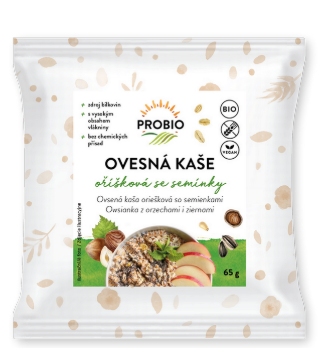 zdroj bílkovin
s vysokým
obsahem
vlákniny
bez chemických
přísad
PROBIO
BIO
VEGAN
OVESNÁ KAŠE
oříšková se semínky
Ovsená kaša oriešková so semienkami
Owsianka z orzechami i ziarnami
65 g